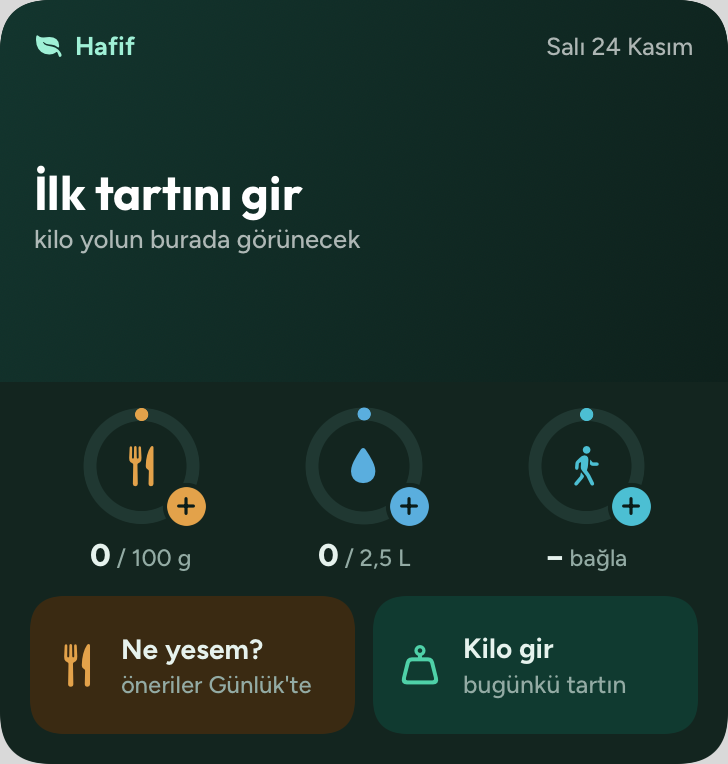 Hafif
Salı 24 Kasım
İlk tartını gir
kilo yolun burada görünecek
0 / 100 g
0 / 2,5 L
– bağla
Ne yesem?
öneriler Günlük'te
Kilo gir
bugünkü tartın